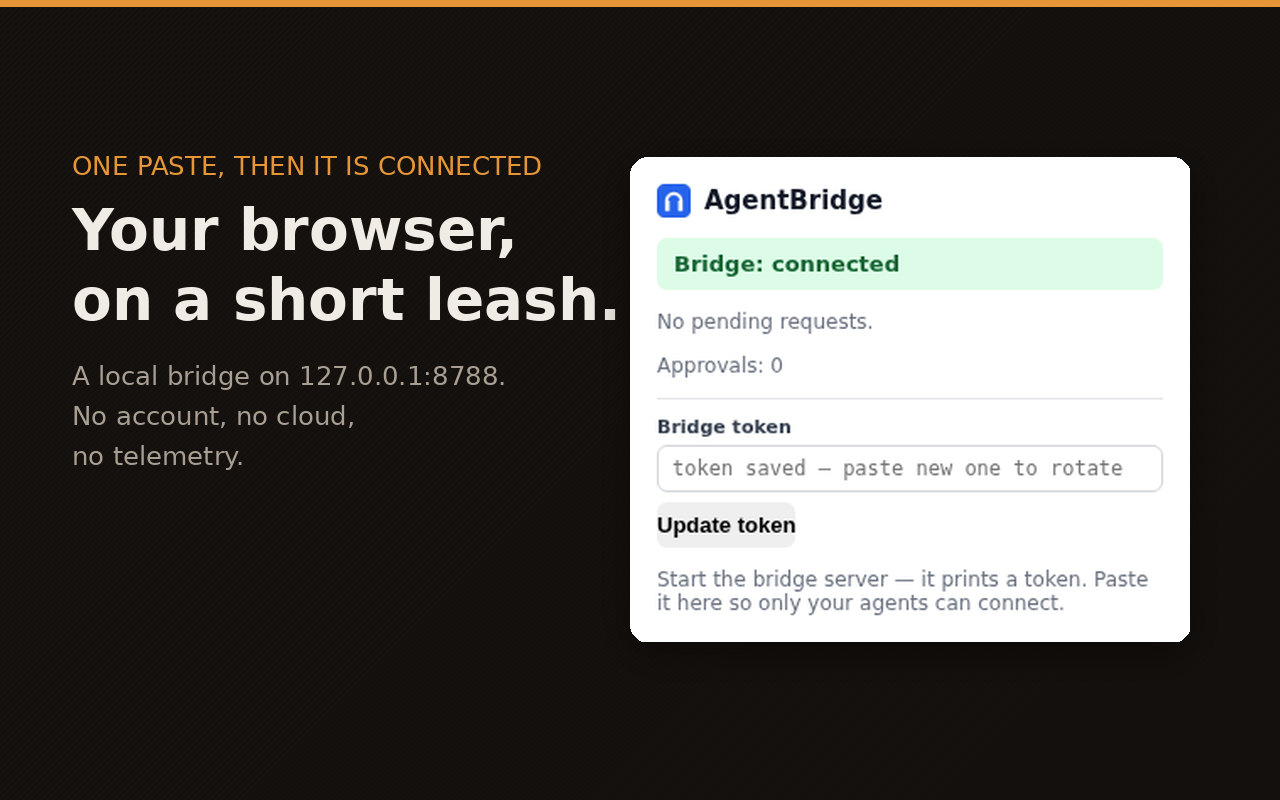 ONE PASTE, THEN IT IS CONNECTED
Your browser,
on a short leash.
A local bridge on 127.0.0.1:8788.
No account, no cloud,
no telemetry.
AgentBridge
Bridge: connected
No pending requests.
Approvals: 0
Bridge token
token saved — paste new one to rotate
Update token
Start the bridge server — it prints a token. Paste
it here so only your agents can connect.